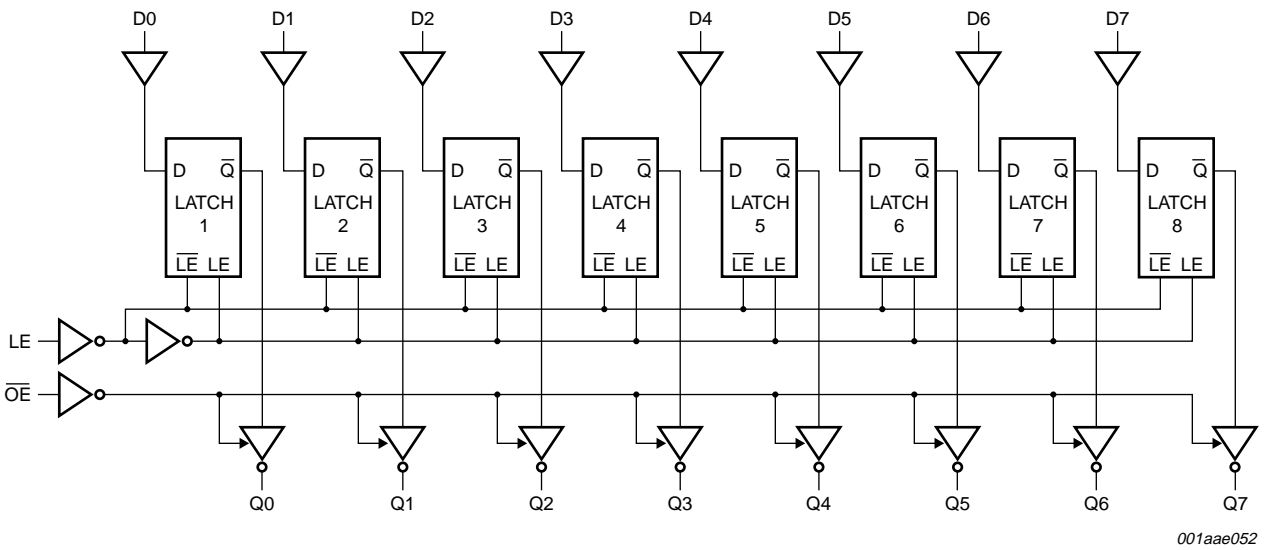 D0 D1 D2 D3 D4 D5 D6 D7
D Q̅ D Q̅ D Q̅ D Q̅ D Q̅ D Q̅ D Q̅ D Q̅
LATCH LATCH LATCH LATCH LATCH LATCH LATCH LATCH
1 2 3 4 5 6 7 8
L̅E̅ LE L̅E̅ LE L̅E̅ LE L̅E̅ LE L̅E̅ LE L̅E̅ LE L̅E̅ LE L̅E̅ LE
LE
O̅E̅
Q0 Q1 Q2 Q3 Q4 Q5 Q6 Q7
001aae052